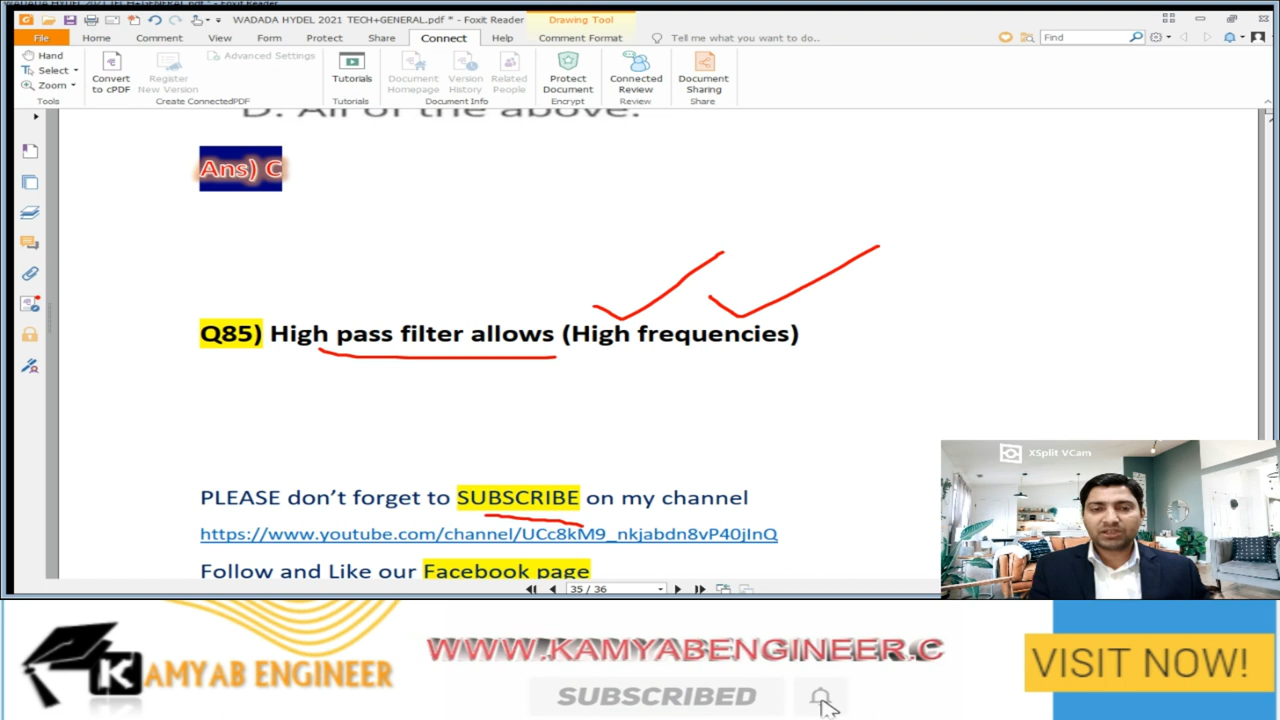 WADADA HYDEL 2021 TECH+GENERAL.pdf * - Foxit Reader
Drawing Tool
File Home Comment View Form Protect Share Connect Help Comment Format Tell me what you want to do.. Find
Hand
Select
Zoom
Tools
Convert to cPDF
Register New Version
Advanced Settings
Create ConnectedPDF
Tutorials
Tutorials
Document Homepage
Version History
Related People
Document Info
Protect Document
Encrypt
Connected Review
Review
Document Sharing
Share
D. All of the above.
Ans) C
Q85) High pass filter allows (High frequencies)
XSplit VCam
PLEASE don’t forget to SUBSCRIBE on my channel
https://www.youtube.com/channel/UCc8kM9_nkjabdn8vP40jInQ
Follow and Like our Facebook page
35 / 36
K AMYAB ENGINEER
WWW.KAMYABENGINEER.C
VISIT NOW!
SUBSCRIBED